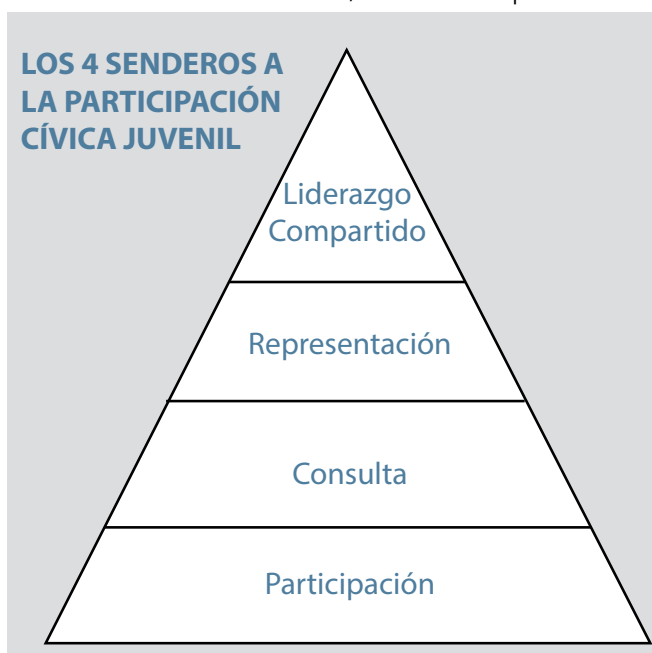 LOS 4 SENDEROS A
LA PARTICIPACIÓN
CÍVICA JUVENIL
Liderazgo
Compartido
Representación
Consulta
Participación